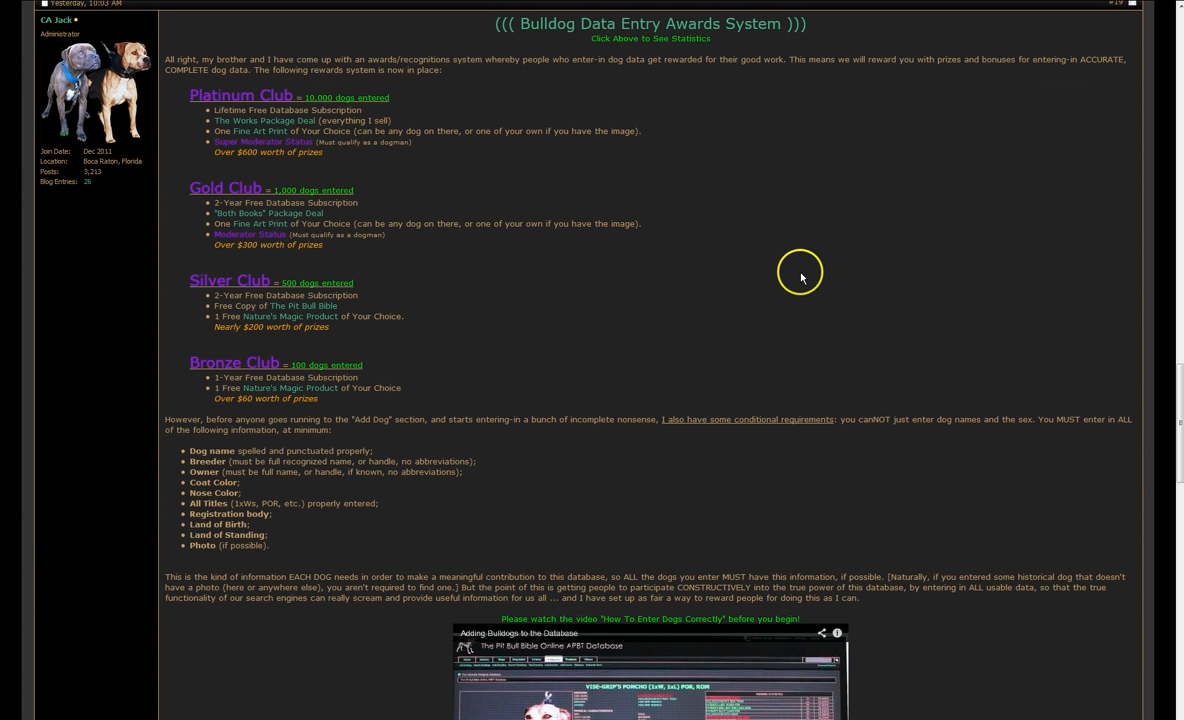 Yesterday, 10:03 AM
#19
CA Jack
Administrator
Join Date: Dec 2011
Location: Boca Raton, Florida
Posts: 3,213
Blog Entries: 26
((( Bulldog Data Entry Awards System )))
Click Above to See Statistics
All right, my brother and I have come up with an awards/recognitions system whereby people who enter-in dog data get rewarded for their good work. This means we will reward you with prizes and bonuses for entering-in ACCURATE,
COMPLETE dog data. The following rewards system is now in place:
Platinum Club = 10,000 dogs entered
Lifetime Free Database Subscription
The Works Package Deal (everything I sell)
One Fine Art Print of Your Choice (can be any dog on there, or one of your own if you have the image).
Super Moderator Status (Must qualify as a dogman)
Over $600 worth of prizes
Gold Club = 1,000 dogs entered
2-Year Free Database Subscription
"Both Books" Package Deal
One Fine Art Print of Your Choice (can be any dog on there, or one of your own if you have the image).
Moderator Status (Must qualify as a dogman)
Over $300 worth of prizes
Silver Club = 500 dogs entered
2-Year Free Database Subscription
Free Copy of The Pit Bull Bible
1 Free Nature's Magic Product of Your Choice.
Nearly $200 worth of prizes
Bronze Club = 100 dogs entered
1-Year Free Database Subscription
1 Free Nature's Magic Product of Your Choice
Over $60 worth of prizes
However, before anyone goes running to the "Add Dog" section, and starts entering-in a bunch of incomplete nonsense, I also have some conditional requirements: you canNOT just enter dog names and the sex. You MUST enter in ALL
of the following information, at minimum:
Dog name spelled and punctuated properly;
Breeder (must be full recognized name, or handle, no abbreviations);
Owner (must be full name, or handle, if known, no abbreviations);
Coat Color;
Nose Color;
All Titles (1xWs, POR, etc.) properly entered;
Registration body;
Land of Birth;
Land of Standing;
Photo (if possible).
This is the kind of information EACH DOG needs in order to make a meaningful contribution to this database, so ALL the dogs you enter MUST have this information, if possible. [Naturally, if you entered some historical dog that doesn't
have a photo (here or anywhere else), you aren't required to find one.] But the point of this is getting people to participate CONSTRUCTIVELY into the true power of this database, by entering in ALL usable data, so that the true
functionality of our search engines can really scream and provide useful information for us all ... and I have set up as fair a way to reward people for doing this as I can.
Please watch the video "How To Enter Dogs Correctly" before you begin!
Adding Bulldogs to the Database
The Pit Bull Bible Online APBT Database
VISE-GRIP'S PONCHO (1xW, 1xL) POR, ROM